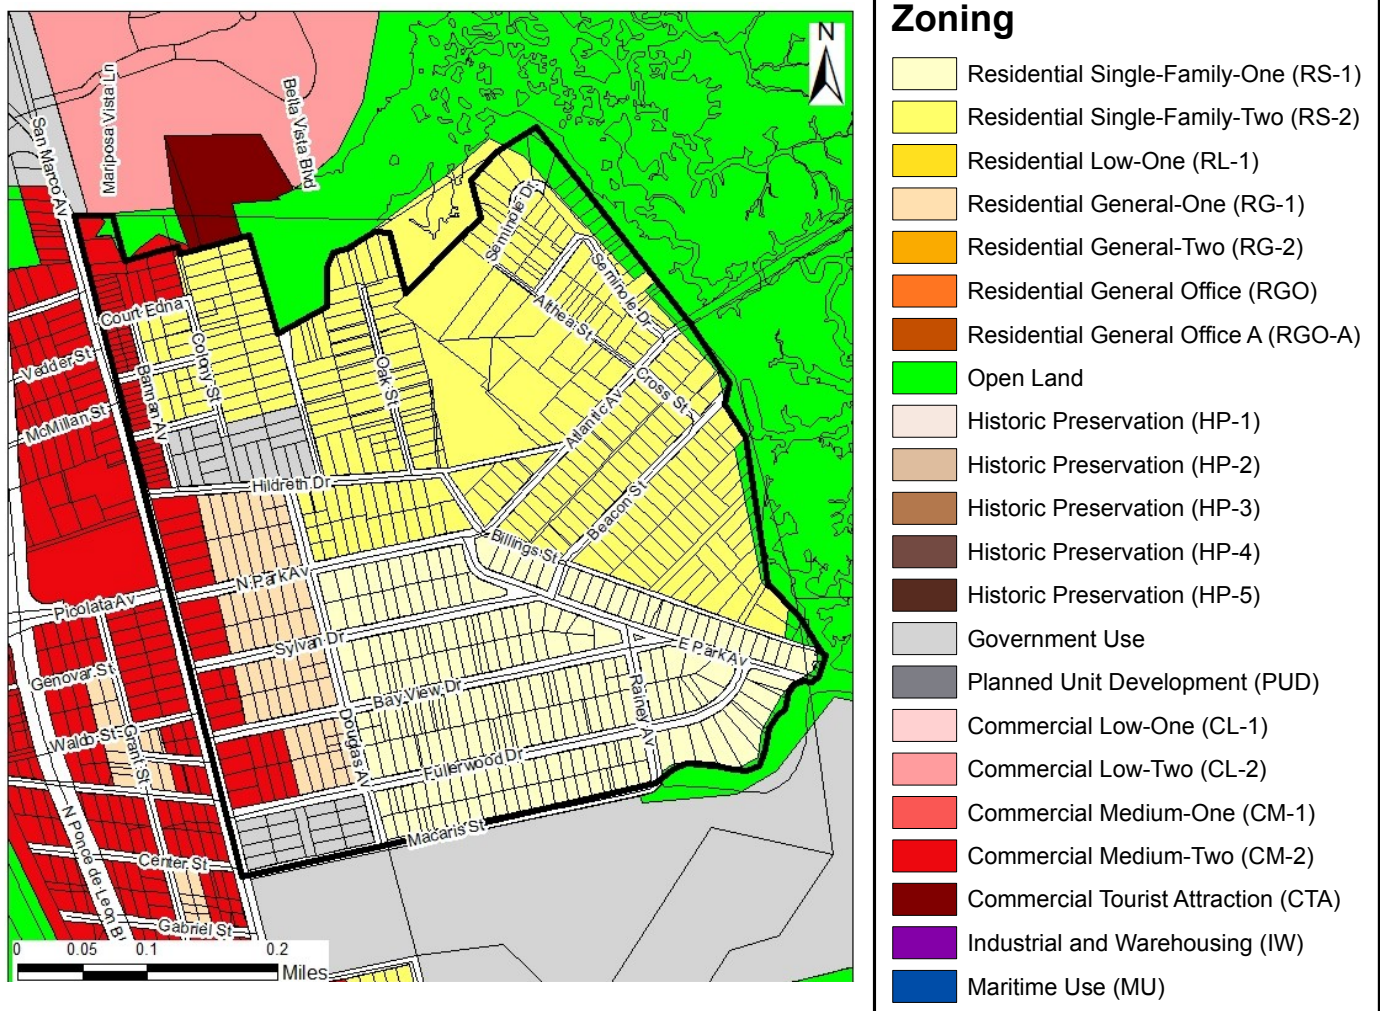 Zoning
Residential Single-Family-One (RS-1)
Residential Single-Family-Two (RS-2)
Residential Low-One (RL-1)
Residential General-One (RG-1)
Residential General-Two (RG-2)
Residential General Office (RGO)
Residential General Office A (RGO-A)
Open Land
Historic Preservation (HP-1)
Historic Preservation (HP-2)
Historic Preservation (HP-3)
Historic Preservation (HP-4)
Historic Preservation (HP-5)
Government Use
Planned Unit Development (PUD)
Commercial Low-One (CL-1)
Commercial Low-Two (CL-2)
Commercial Medium-One (CM-1)
Commercial Medium-Two (CM-2)
Commercial Tourist Attraction (CTA)
Industrial and Warehousing (IW)
Maritime Use (MU)
N
San Marco Av
Mariposa Vista Ln
Bella Vista Blvd
Seminole Dr
Seminole Dr
Althea St
Court Edna
Colony St
Vedder St
Bannan Av
Oak St
Cross St
McMillan St
Atlantic Av
Hildreth Dr
Beacon St
Billings St
N Park Av
Picolata Av
Sylvan Dr
E Park Av
Genovar St
Bay View Dr
Rainey Av
Waldo St
Grant St
Douglas Av
Fullerwood Dr
N Ponce de Leon Bl
Macaris St
Center St
Gabriel St
0 0.05 0.1 0.2
Miles